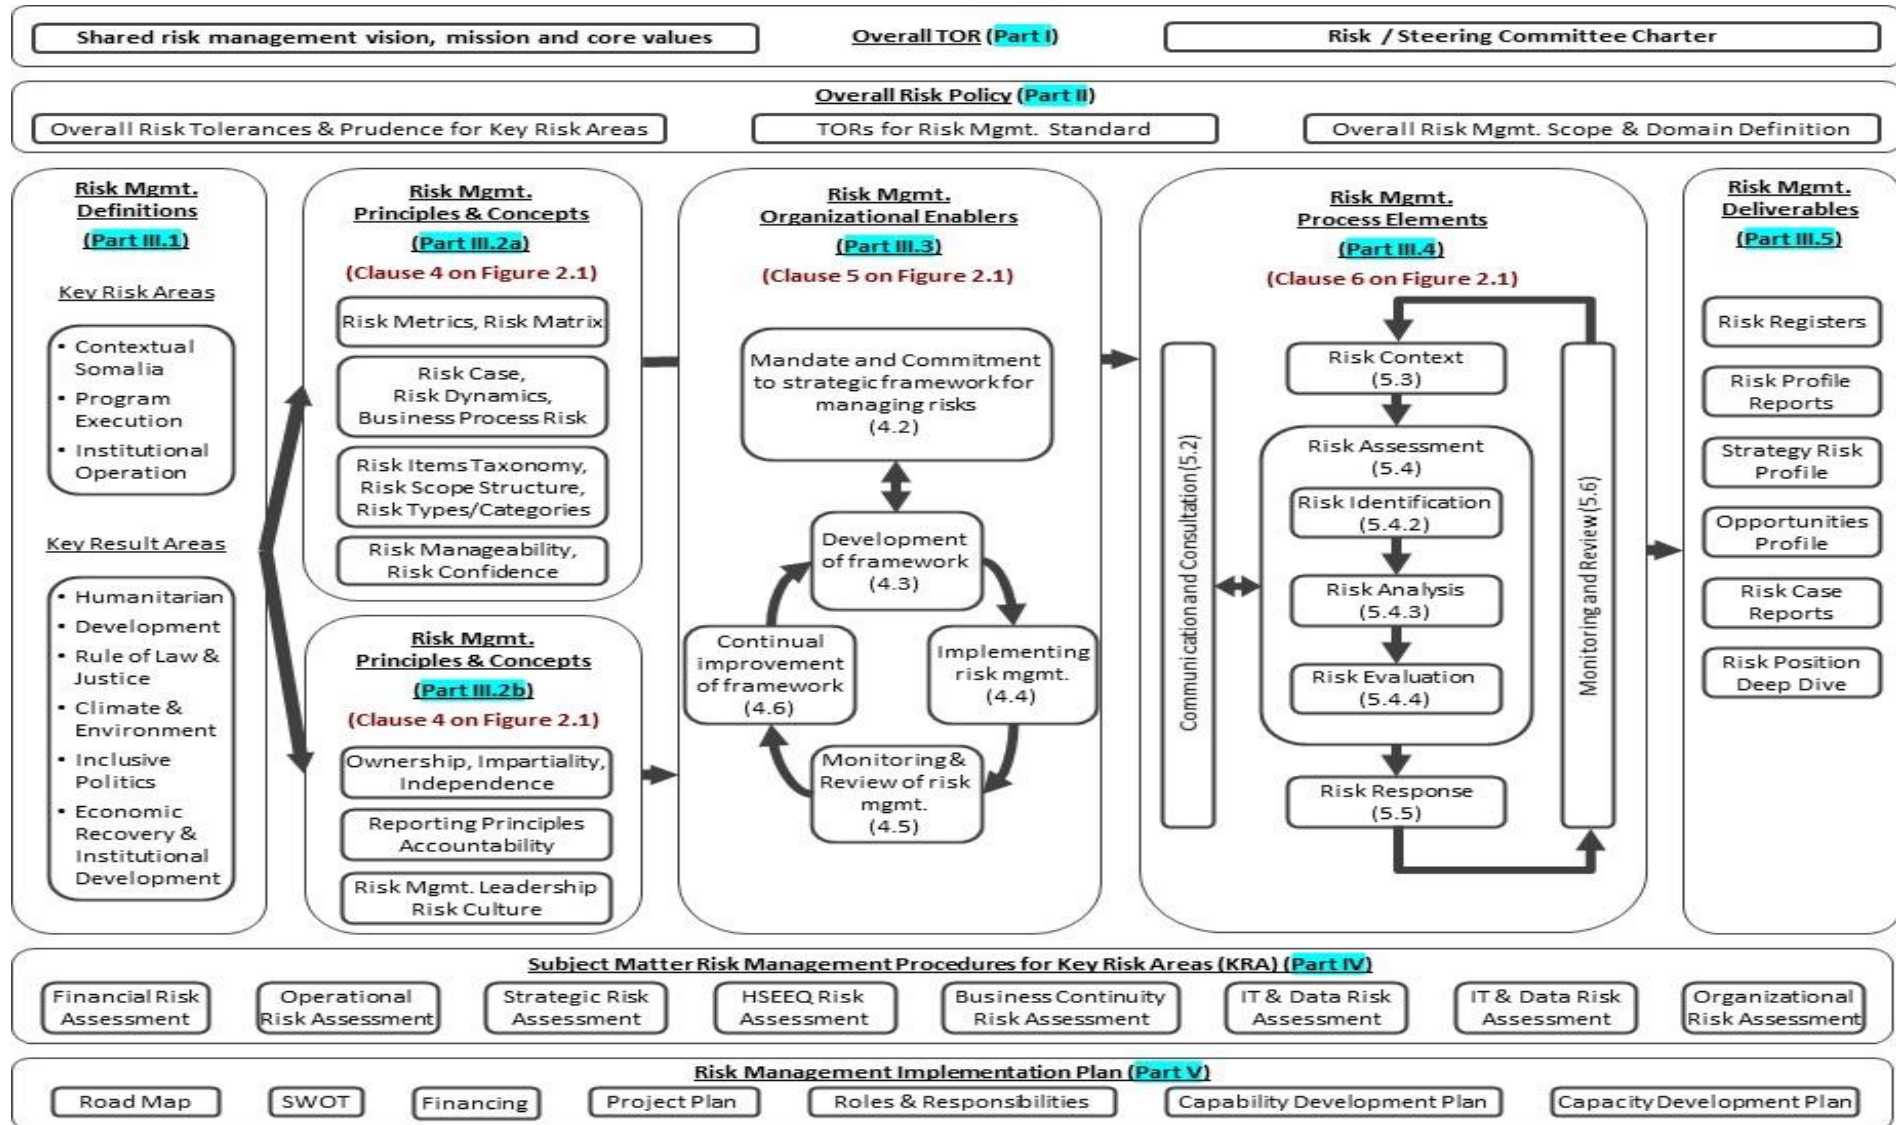 Shared risk management vision, mission and core values
Overall TOR (Part I)
Risk / Steering Committee Charter
Overall Risk Policy (Part II)
Overall Risk Tolerances & Prudence for Key Risk Areas
TORs for Risk Mgmt. Standard
Overall Risk Mgmt. Scope & Domain Definition
Risk Mgmt.
Definitions
(Part III.1)
Key Risk Areas
• Contextual
Somalia
• Program
Execution
• Institutional
Operation
Key Result Areas
• Humanitarian
• Development
• Rule of Law &
Justice
• Climate &
Environment
• Inclusive
Politics
• Economic
Recovery &
Institutional
Development
Risk Mgmt.
Principles & Concepts
(Part III.2a)
(Clause 4 on Figure 2.1)
Risk Metrics, Risk Matrix
Risk Case,
Risk Dynamics,
Business Process Risk
Risk Items Taxonomy,
Risk Scope Structure,
Risk Types/Categories
Risk Manageability,
Risk Confidence
Risk Mgmt.
Principles & Concepts
(Part III.2b)
(Clause 4 on Figure 2.1)
Ownership, Impartiality,
Independence
Reporting Principles
Accountability
Risk Mgmt. Leadership
Risk Culture
Risk Mgmt.
Organizational Enablers
(Part III.3)
(Clause 5 on Figure 2.1)
Mandate and Commitment
to strategic framework for
managing risks
(4.2)
Development
of framework
(4.3)
Continual
improvement
of framework
(4.6)
Implementing
risk mgmt.
(4.4)
Monitoring &
Review of risk
mgmt.
(4.5)
Risk Mgmt.
Process Elements
(Part III.4)
(Clause 6 on Figure 2.1)
Communication and Consultation (5.2)
Risk Context
(5.3)
Risk Assessment
(5.4)
Risk Identification
(5.4.2)
Risk Analysis
(5.4.3)
Risk Evaluation
(5.4.4)
Risk Response
(5.5)
Monitoring and Review (5.6)
Risk Mgmt.
Deliverables
(Part III.5)
Risk Registers
Risk Profile
Reports
Strategy Risk
Profile
Opportunities
Profile
Risk Case
Reports
Risk Position
Deep Dive
Subject Matter Risk Management Procedures for Key Risk Areas (KRA) (Part IV)
Financial Risk
Assessment
Operational
Risk Assessment
Strategic Risk
Assessment
HSEEQ Risk
Assessment
Business Continuity
Risk Assessment
IT & Data Risk
Assessment
IT & Data Risk
Assessment
Organizational
Risk Assessment
Risk Management Implementation Plan (Part V)
Road Map
SWOT
Financing
Project Plan
Roles & Responsibilities
Capability Development Plan
Capacity Development Plan